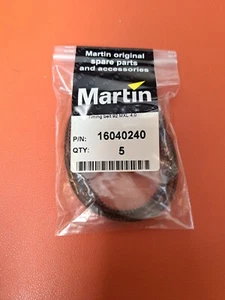 Martin original
spare parts
and accessories
Martin
Timing belt 92 MXL 4,0
P/N: 16040240
QTY: 5